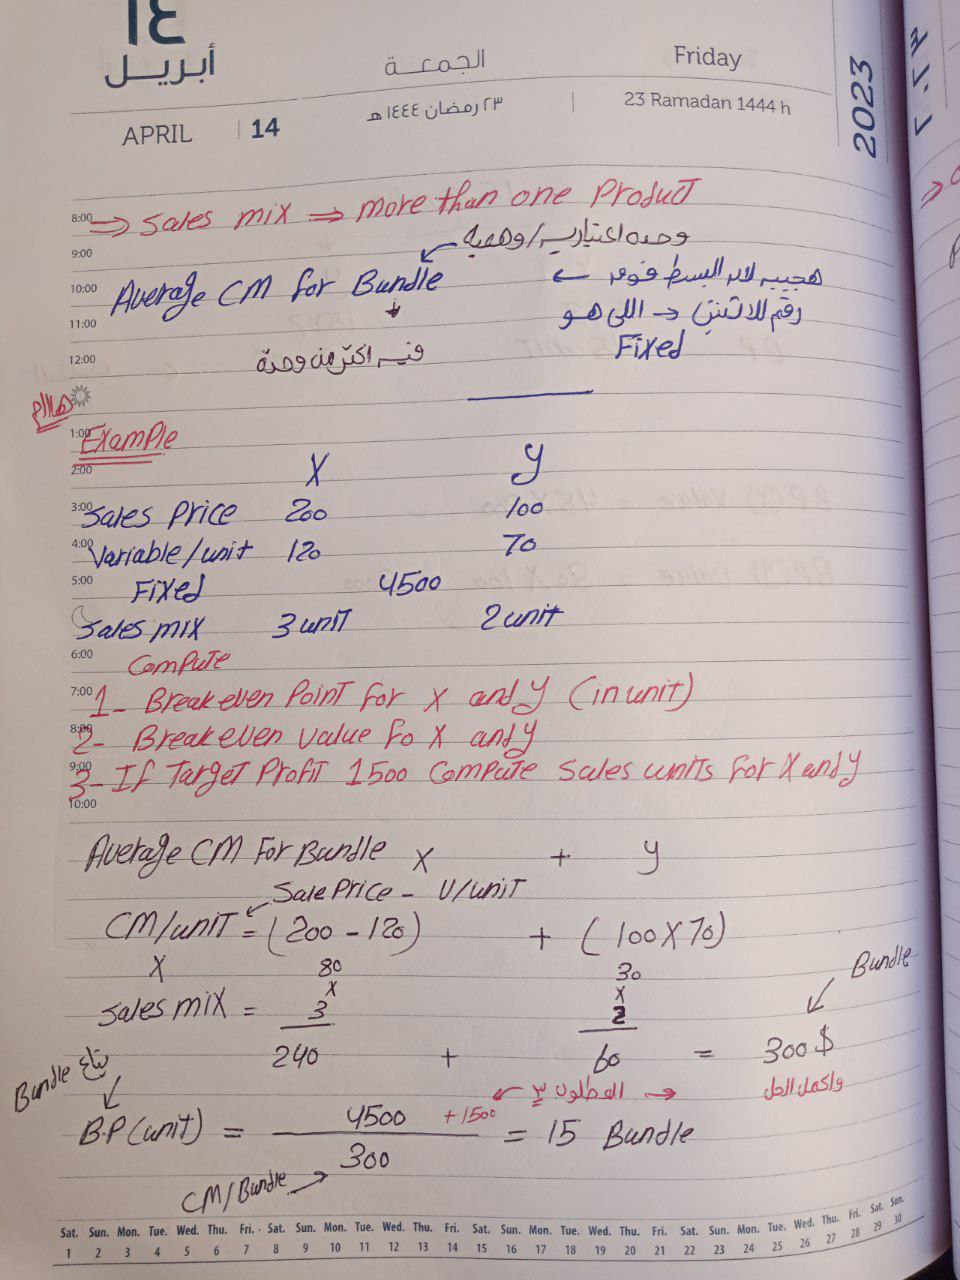 ١٤
أبريل
الجمعة
Friday
APRIL | 14
٢٣ رمضان ١٤٤٤ هـ | 23 Ramadan 1444 h
2023
8:00 ⇒ Sales mix ⇒ more than one Product
9:00 وحده اعتباريه/وهميه
10:00 Average CM for Bundle ← هجيبه لان البسط فوق
11:00 رقم للاتنين → اللى هو
12:00 فيه اكتر من وحدة Fixed
هام
1:00 Example
2:00 X y
3:00 Sales Price 200 100
4:00 Variable/unit 120 70
5:00 Fixed 4500
Sales mix 3 unit 2 unit
6:00 Compute
7:00 1- Break even Point for X and y (in unit)
8:00 2- Break even value Fo X and y
9:00 3- If Target Profit 1500 Compute Sales units for X and y
10:00
Average CM For Bundle X + y
Sale Price - V/unit
CM/unit = (200 - 120) + (100 X 70)
X 80 30
Bundle
x x
Sales mix = 3 2
240 + 60 = 300 $
Bundle بتاع
← المطلوب ٣ → واكمل الحل
B.P (unit) = 4500 + 1500 = 15 Bundle
300
CM/Bundle →
Sat. Sun. Mon. Tue. Wed. Thu. Fri. Sat. Sun. Mon. Tue. Wed. Thu. Fri. Sat. Sun. Mon. Tue. Wed. Thu. Fri. Sat. Sun. Mon. Tue. Wed. Thu. Fri. Sat. Sun.
1 2 3 4 5 6 7 8 9 10 11 12 13 14 15 16 17 18 19 20 21 22 23 24 25 26 27 28 29 30